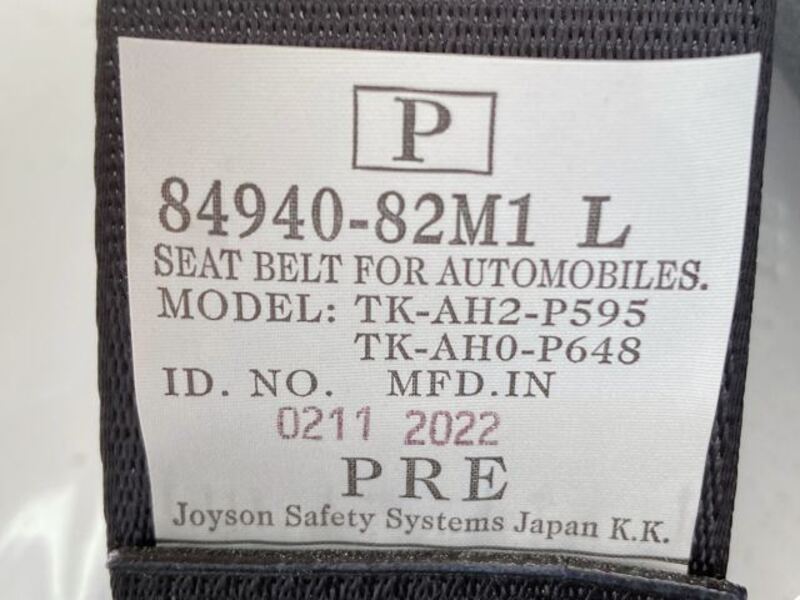 P
84940-82M1 L
SEAT BELT FOR AUTOMOBILES.
MODEL: TK-AH2-P595
TK-AH0-P648
ID. NO. MFD.IN
0211 2022
PRE
Joyson Safety Systems Japan K.K.